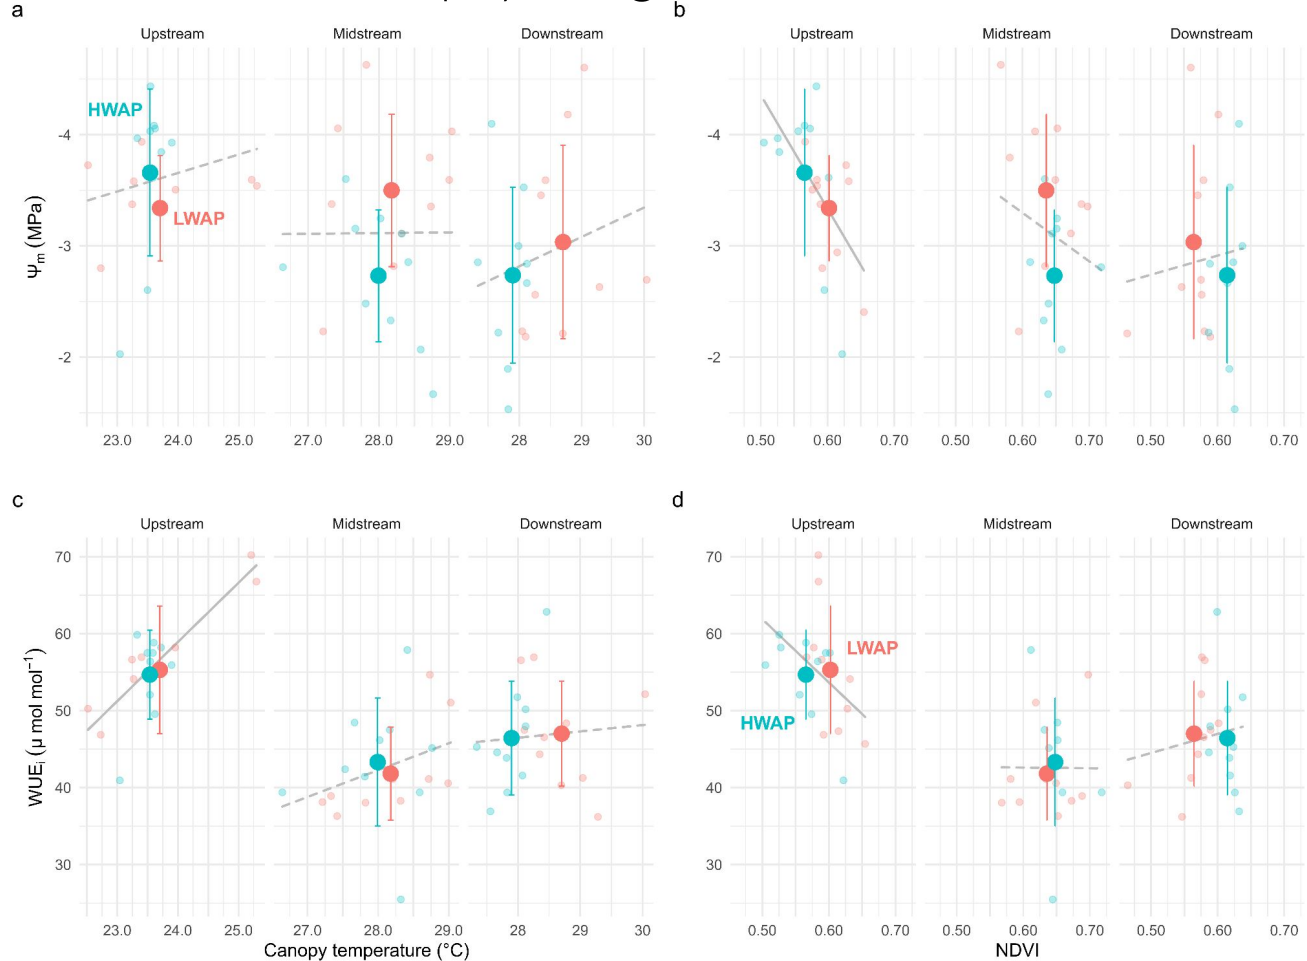 a
b
Upstream Midstream Downstream
Upstream Midstream Downstream
HWAP
LWAP
-4
-3
-2
Ψm (MPa)
-4
-3
-2
23.0 24.0 25.0 27.0 28.0 29.0 28 29 30
0.50 0.60 0.70 0.50 0.60 0.70 0.50 0.60 0.70
c
d
Upstream Midstream Downstream
Upstream Midstream Downstream
70
60
50
40
30
WUEi (μ mol mol−1)
70
60
50
40
30
LWAP
HWAP
23.0 24.0 25.0 27.0 28.0 29.0 28 29 30
0.50 0.60 0.70 0.50 0.60 0.70 0.50 0.60 0.70
Canopy temperature (°C)
NDVI